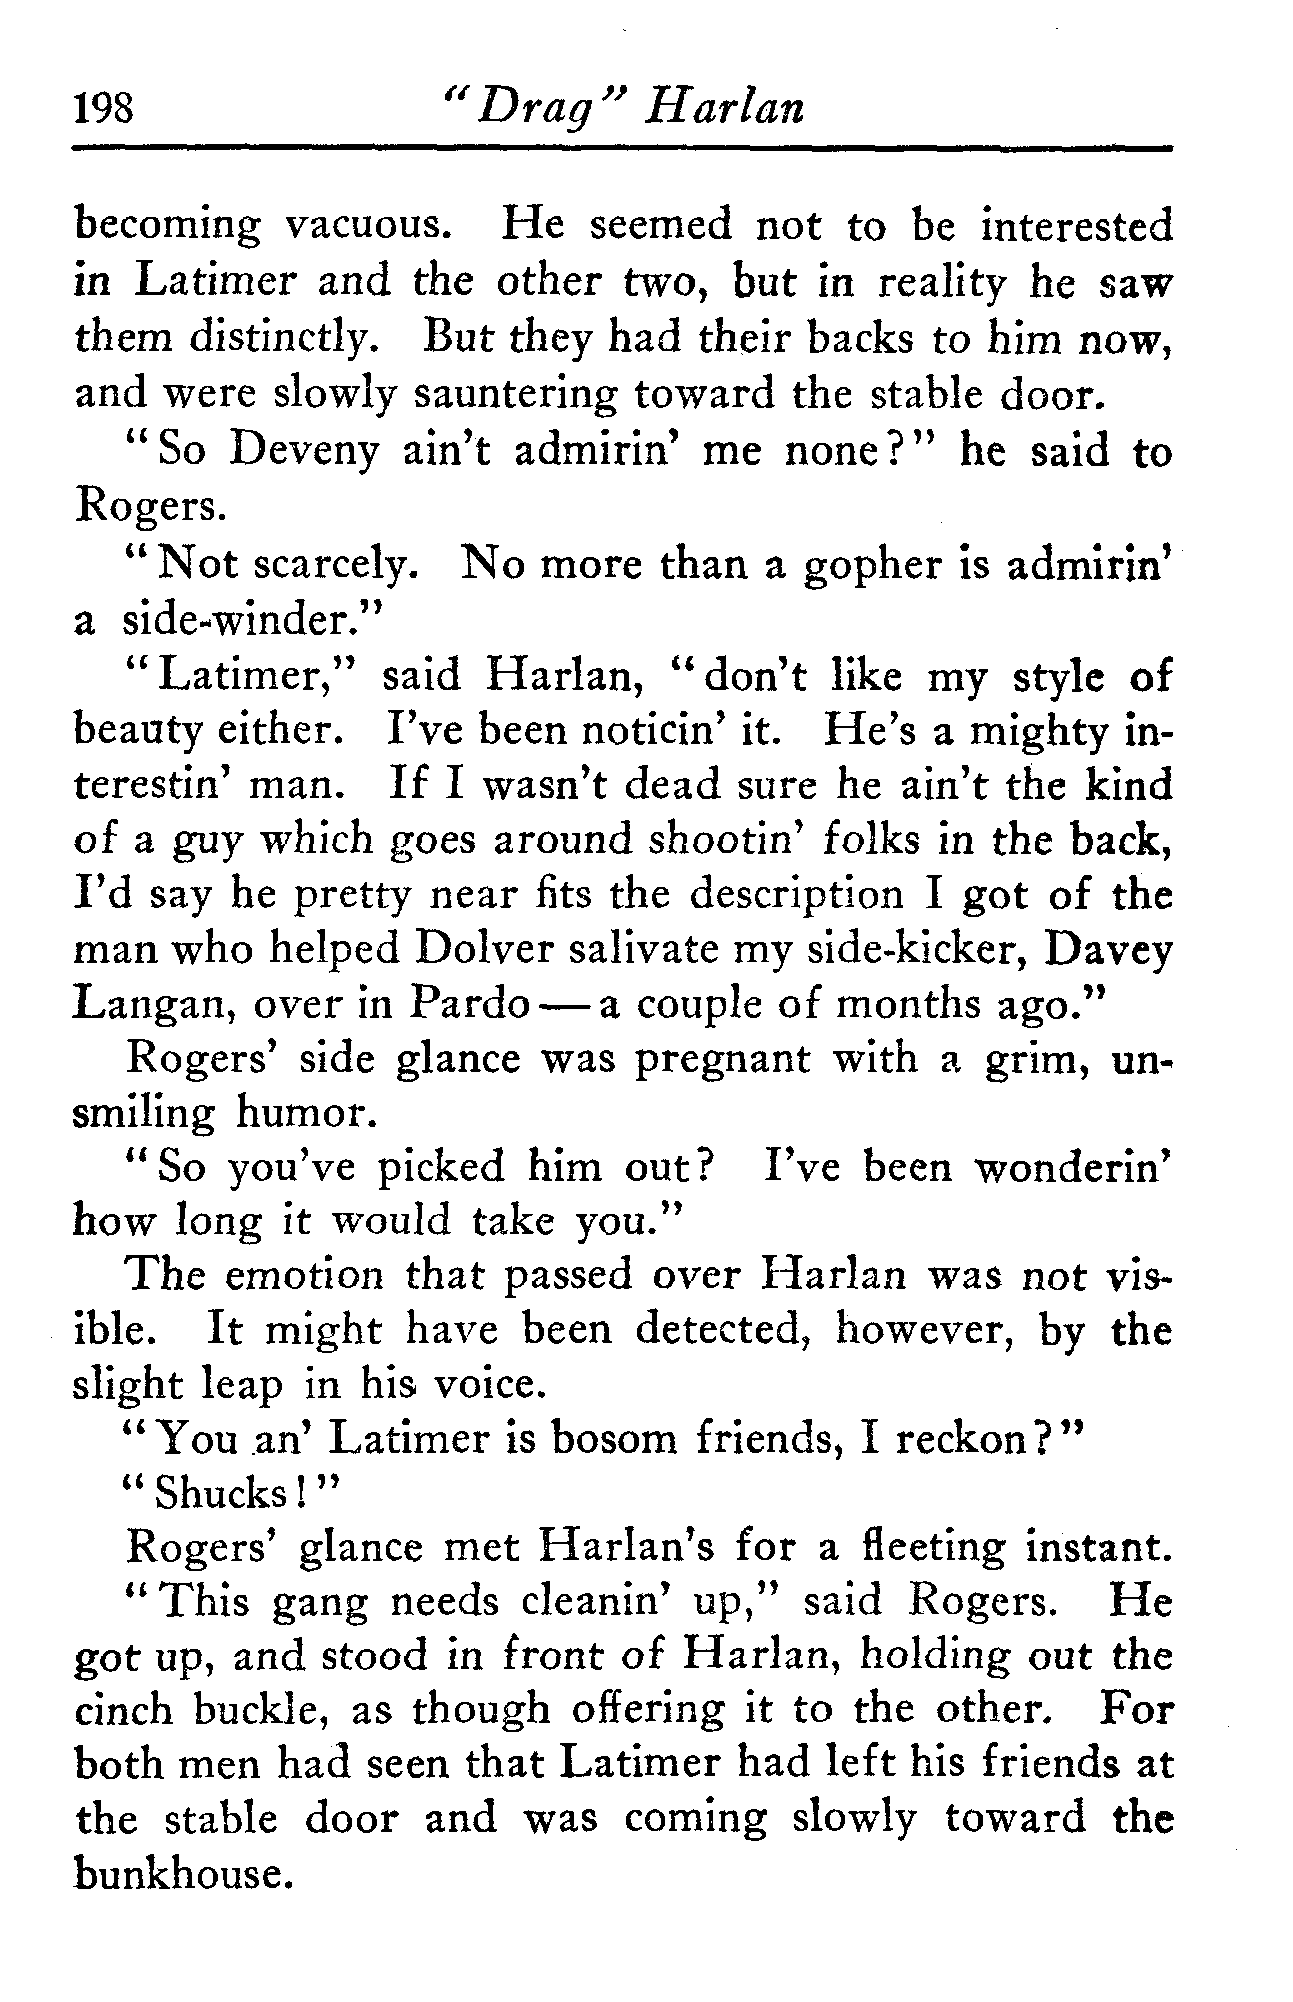 198 "Drag" Harlan
becoming vacuous. He seemed not to be interested
in Latimer and the other two, but in reality he saw
them distinctly. But they had their backs to him now,
and were slowly sauntering toward the stable door.
"So Deveny ain't admirin' me none?" he said to
Rogers.
"Not scarcely. No more than a gopher is admirin'
a side-winder."
"Latimer," said Harlan, "don't like my style of
beauty either. I've been noticin' it. He's a mighty in-
terestin' man. If I wasn't dead sure he ain't the kind
of a guy which goes around shootin' folks in the back,
I'd say he pretty near fits the description I got of the
man who helped Dolver salivate my side-kicker, Davey
Langan, over in Pardo—a couple of months ago."
Rogers' side glance was pregnant with a grim, un-
smiling humor.
"So you've picked him out? I've been wonderin'
how long it would take you."
The emotion that passed over Harlan was not vis-
ible. It might have been detected, however, by the
slight leap in his voice.
"You an' Latimer is bosom friends, I reckon?"
"Shucks!"
Rogers' glance met Harlan's for a fleeting instant.
"This gang needs cleanin' up," said Rogers. He
got up, and stood in front of Harlan, holding out the
cinch buckle, as though offering it to the other. For
both men had seen that Latimer had left his friends at
the stable door and was coming slowly toward the
bunkhouse.